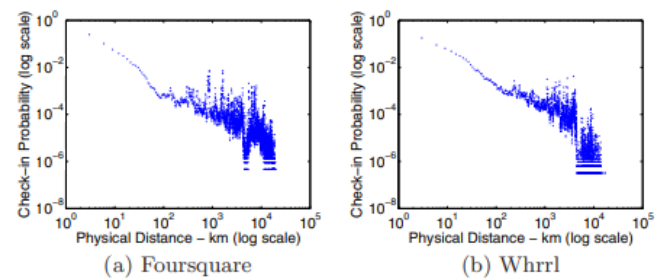 Check-in Probability (log scale)
10^0
10^-2
10^-4
10^-6
10^-8
10^0 10^1 10^2 10^3 10^4 10^5
Physical Distance - km (log scale)
(a) Foursquare
Check-in Probability (log scale)
10^0
10^-2
10^-4
10^-6
10^-8
10^0 10^1 10^2 10^3 10^4 10^5
Physical Distance - km (log scale)
(b) Whrrl